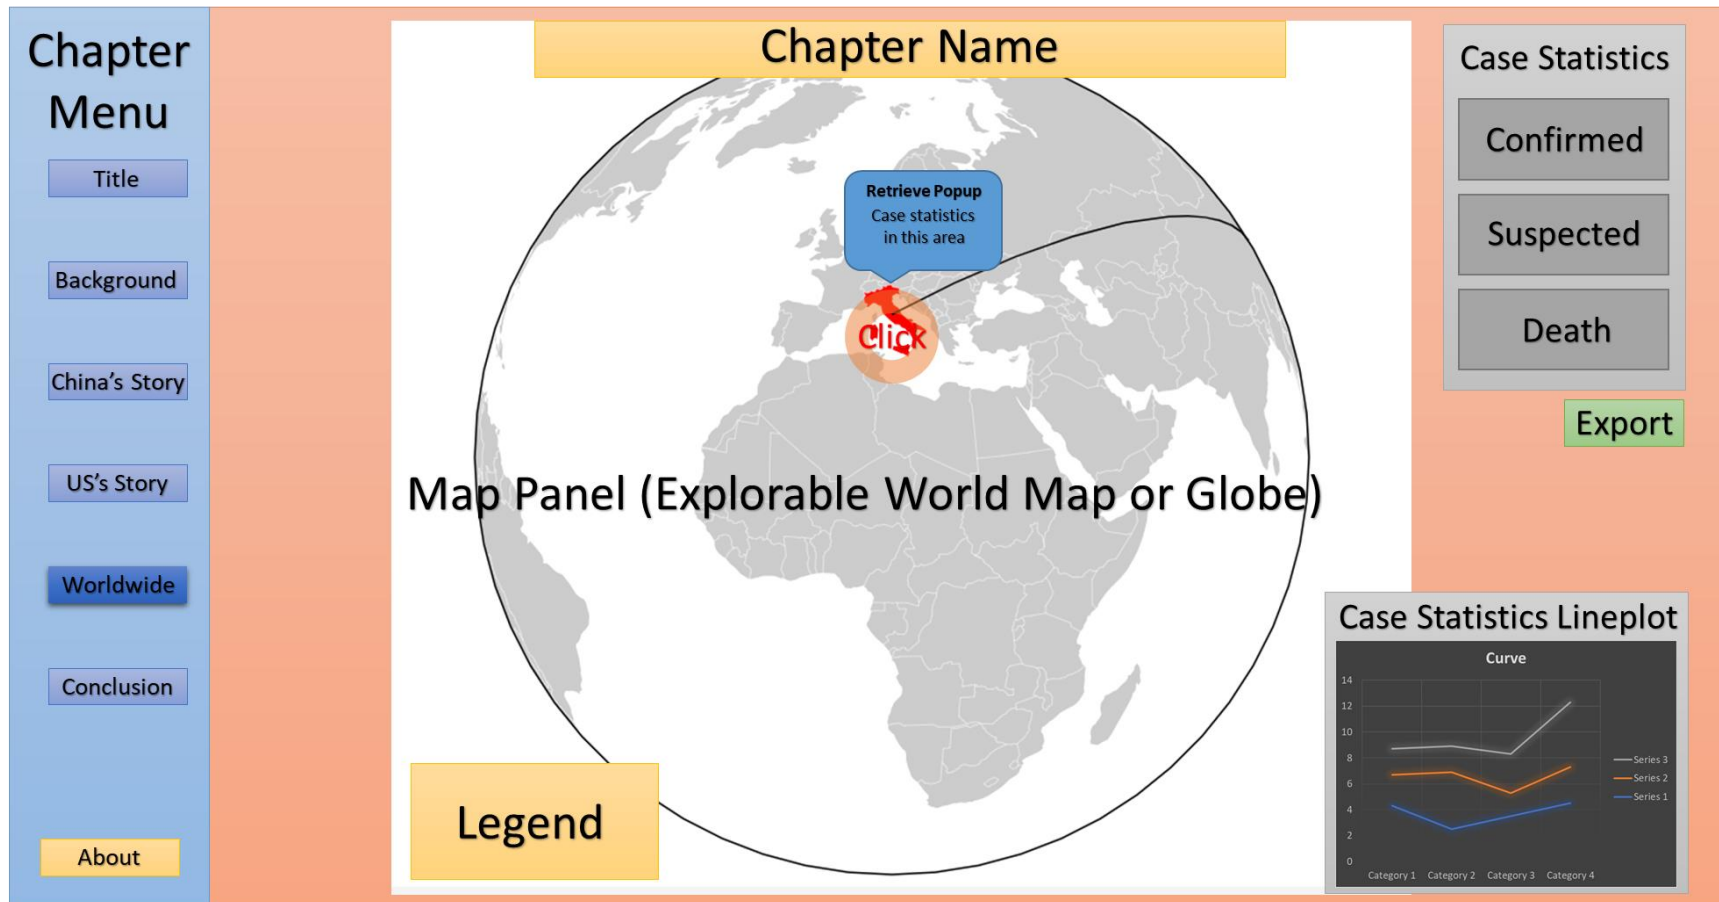 Chapter
Menu
Title
Background
China's Story
US's Story
Worldwide
Conclusion
About
Chapter Name
Retrieve Popup
Case statistics
in this area
Click
Map Panel (Explorable World Map or Globe)
Legend
Case Statistics
Confirmed
Suspected
Death
Export
Case Statistics Lineplot
Curve
14
12
10
8
6
4
2
0
Category 1 Category 2 Category 3 Category 4
Series 3
Series 2
Series 1